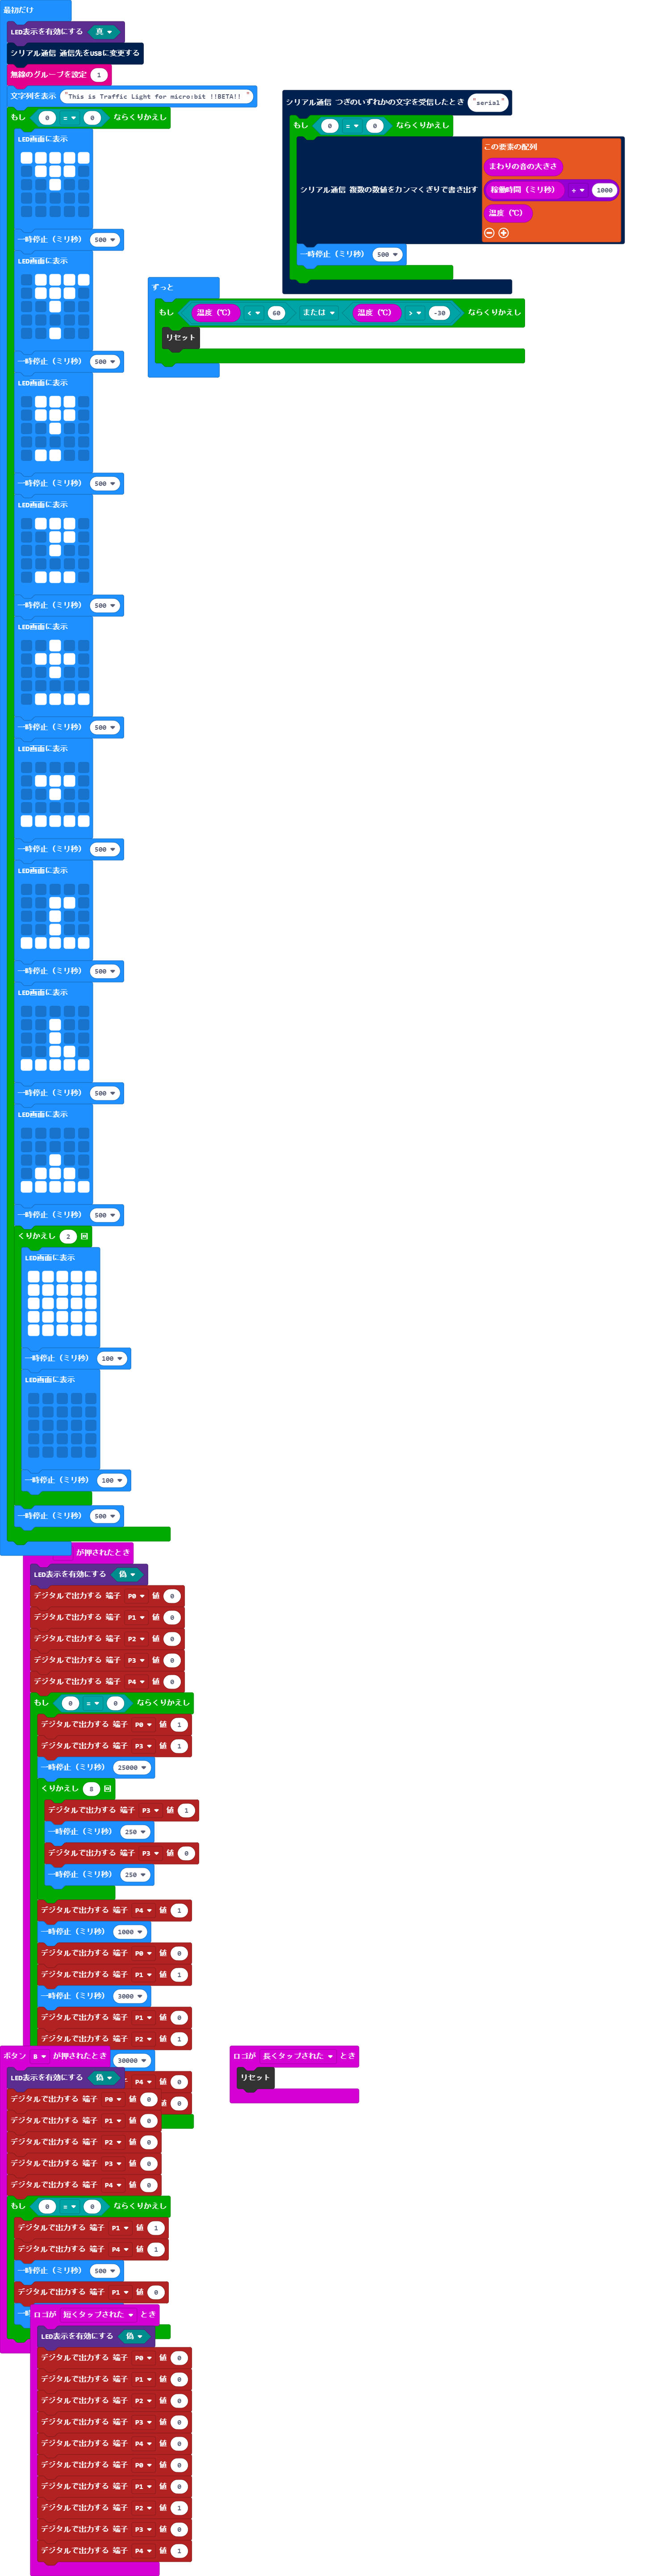 最初だけ
LED表示を有効にする 真
シリアル通信 通信先をUSBに変更する
無線のグループを設定 1
文字列を表示 "This is Traffic Light for micro:bit !!BETA!! "
もし 0 = 0 ならくりかえし
LED画面に表示
一時停止（ミリ秒） 500
LED画面に表示
一時停止（ミリ秒） 500
LED画面に表示
一時停止（ミリ秒） 500
LED画面に表示
一時停止（ミリ秒） 500
LED画面に表示
一時停止（ミリ秒） 500
LED画面に表示
一時停止（ミリ秒） 500
LED画面に表示
一時停止（ミリ秒） 500
LED画面に表示
一時停止（ミリ秒） 500
LED画面に表示
一時停止（ミリ秒） 500
くりかえし 2 回
LED画面に表示
一時停止（ミリ秒） 100
LED画面に表示
一時停止（ミリ秒） 100
一時停止（ミリ秒） 500
シリアル通信 つぎのいずれかの文字を受信したとき "serial"
もし 0 = 0 ならくりかえし
シリアル通信 複数の数値をカンマくぎりで書き出す
この要素の配列
まわりの音の大きさ
稼働時間（ミリ秒） ÷ 1000
温度（℃）
一時停止（ミリ秒） 500
ずっと
もし 温度（℃） < 60 または 温度（℃） > -30 ならくりかえし
リセット
が押されたとき
LED表示を有効にする 偽
デジタルで出力する 端子 P0 値 0
デジタルで出力する 端子 P1 値 0
デジタルで出力する 端子 P2 値 0
デジタルで出力する 端子 P3 値 0
デジタルで出力する 端子 P4 値 0
もし 0 = 0 ならくりかえし
デジタルで出力する 端子 P0 値 1
デジタルで出力する 端子 P3 値 1
一時停止（ミリ秒） 25000
くりかえし 8 回
デジタルで出力する 端子 P3 値 1
一時停止（ミリ秒） 250
デジタルで出力する 端子 P3 値 0
一時停止（ミリ秒） 250
デジタルで出力する 端子 P4 値 1
一時停止（ミリ秒） 1000
デジタルで出力する 端子 P0 値 0
デジタルで出力する 端子 P1 値 1
一時停止（ミリ秒） 3000
デジタルで出力する 端子 P1 値 0
デジタルで出力する 端子 P2 値 1
30000
P4 値 0
値 0
ボタン B が押されたとき
LED表示を有効にする 偽
デジタルで出力する 端子 P0 値 0
デジタルで出力する 端子 P1 値 0
デジタルで出力する 端子 P2 値 0
デジタルで出力する 端子 P3 値 0
デジタルで出力する 端子 P4 値 0
もし 0 = 0 ならくりかえし
デジタルで出力する 端子 P1 値 1
デジタルで出力する 端子 P4 値 1
一時停止（ミリ秒） 500
デジタルで出力する 端子 P1 値 0
ロゴが 長くタップされた とき
リセット
ロゴが 短くタップされた とき
LED表示を有効にする 偽
デジタルで出力する 端子 P0 値 0
デジタルで出力する 端子 P1 値 0
デジタルで出力する 端子 P2 値 0
デジタルで出力する 端子 P3 値 0
デジタルで出力する 端子 P4 値 0
デジタルで出力する 端子 P0 値 0
デジタルで出力する 端子 P1 値 0
デジタルで出力する 端子 P2 値 1
デジタルで出力する 端子 P3 値 0
デジタルで出力する 端子 P4 値 1